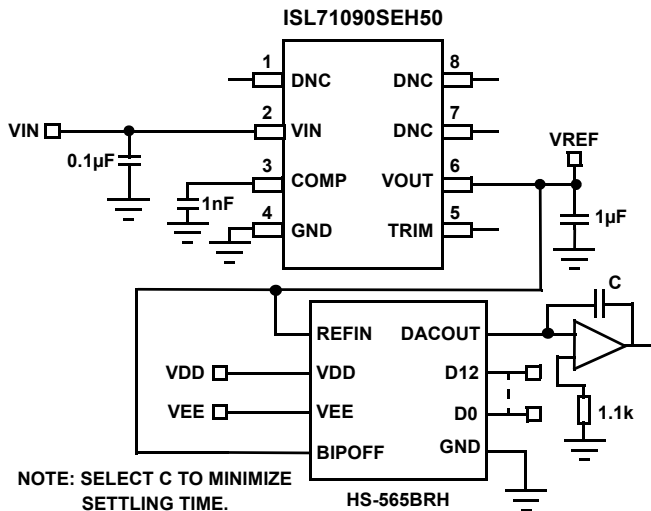 ISL71090SEH50
1
DNC
8
DNC
2
VIN
VIN
7
DNC
VREF
0.1µF
3
COMP
6
VOUT
1nF
4
GND
5
TRIM
1µF
C
REFIN
DACOUT
VDD
VDD
D12
VEE
VEE
D0
1.1k
BIPOFF
GND
NOTE: SELECT C TO MINIMIZE
SETTLING TIME.
HS-565BRH